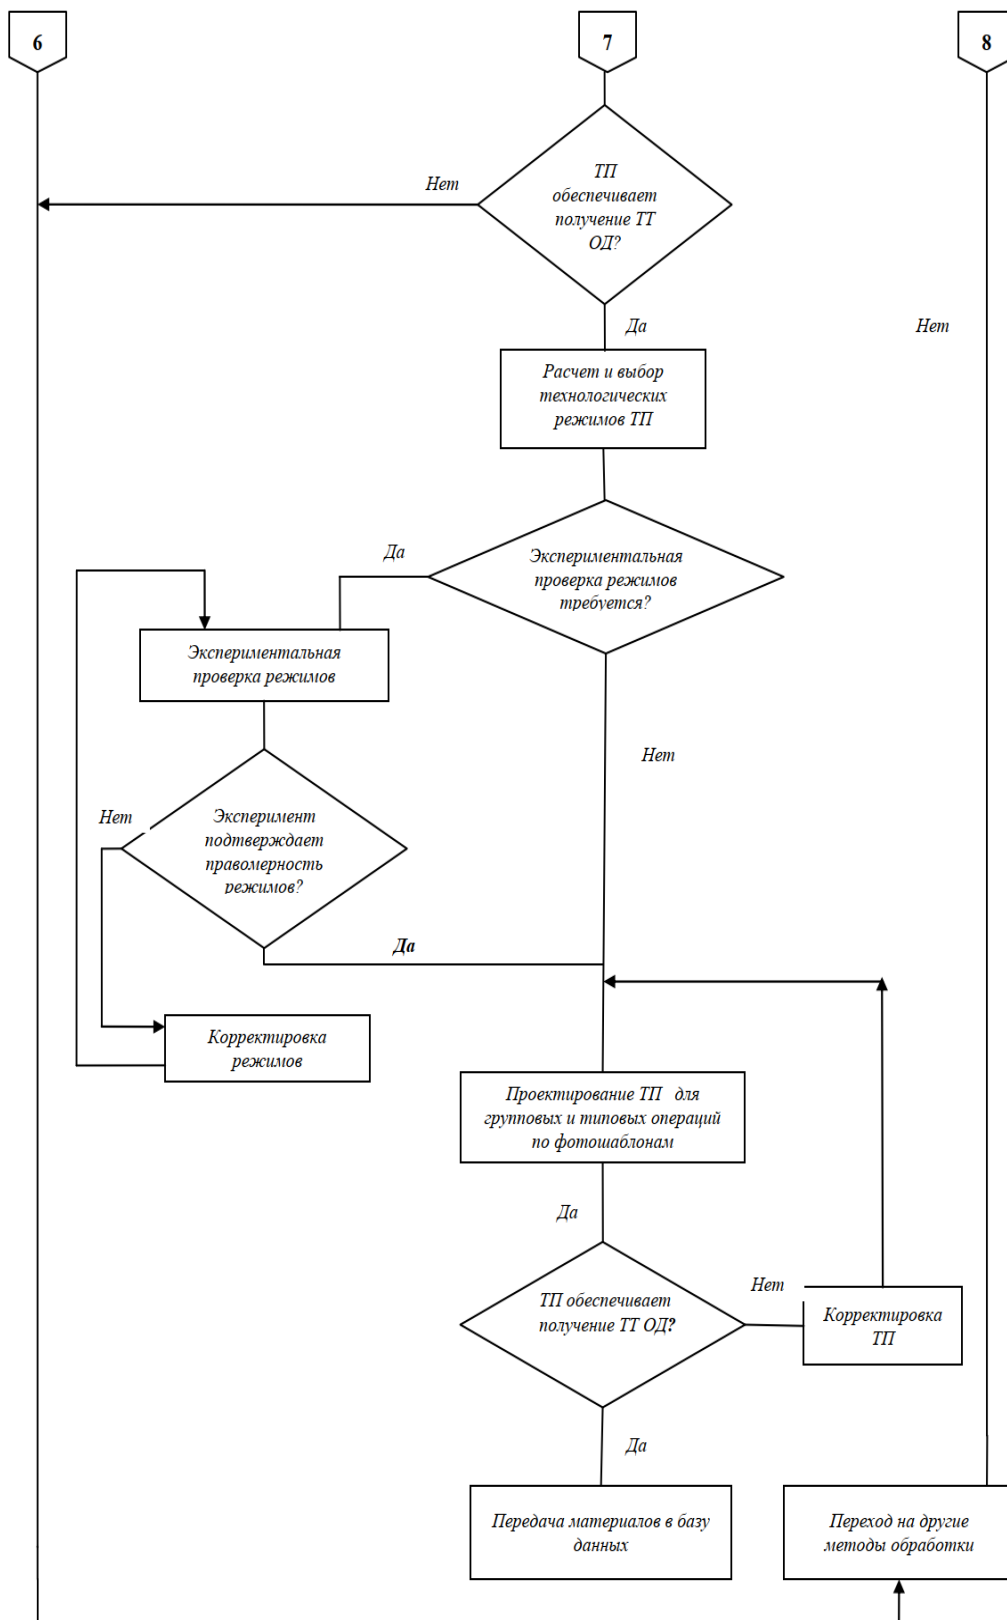 6
7
8
Нет
ТП
обеспечивает
получение ТТ
ОД?
Да
Нет
Расчет и выбор
технологических
режимов ТП
Да
Экспериментальная
проверка режимов
требуется?
Экспериментальная
проверка режимов
Нет
Нет
Эксперимент
подтверждает
правомерность
режимов?
Да
Корректировка
режимов
Проектирование ТП для
групповых и типовых операций
по фотошаблонам
Да
ТП обеспечивает
получение ТТ ОД?
Нет
Корректировка
ТП
Да
Передача материалов в базу
данных
Переход на другие
методы обработки